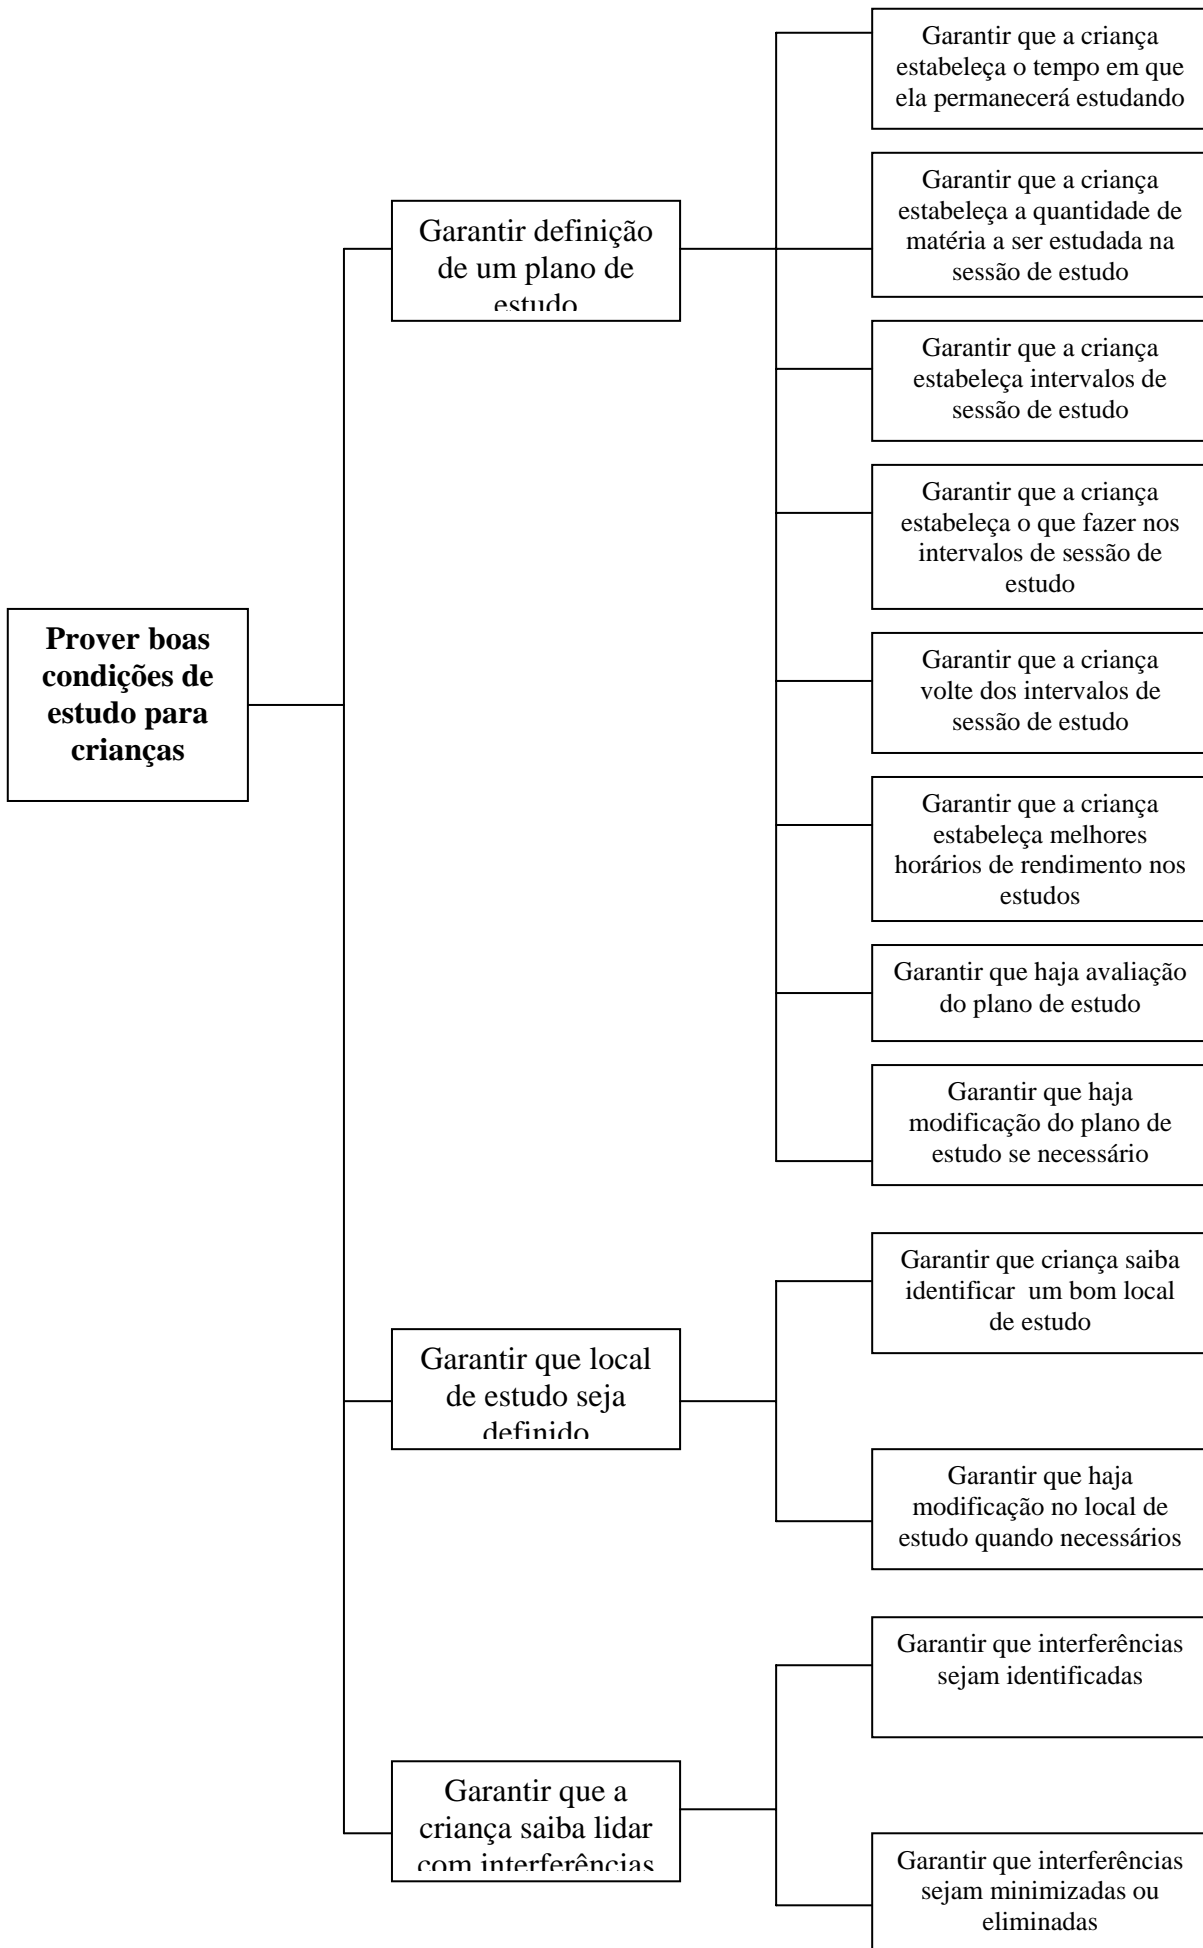 Prover boas
condições de
estudo para
crianças
Garantir definição
de um plano de
estudo
Garantir que a criança
estabeleça o tempo em que
ela permanecerá estudando
Garantir que a criança
estabeleça a quantidade de
matéria a ser estudada na
sessão de estudo
Garantir que a criança
estabeleça intervalos de
sessão de estudo
Garantir que a criança
estabeleça o que fazer nos
intervalos de sessão de
estudo
Garantir que a criança
volte dos intervalos de
sessão de estudo
Garantir que a criança
estabeleça melhores
horários de rendimento nos
estudos
Garantir que haja avaliação
do plano de estudo
Garantir que haja
modificação do plano de
estudo se necessário
Garantir que local
de estudo seja
definido
Garantir que criança saiba
identificar  um bom local
de estudo
Garantir que haja
modificação no local de
estudo quando necessários
Garantir que a
criança saiba lidar
com interferências
Garantir que interferências
sejam identificadas
Garantir que interferências
sejam minimizadas ou
eliminadas